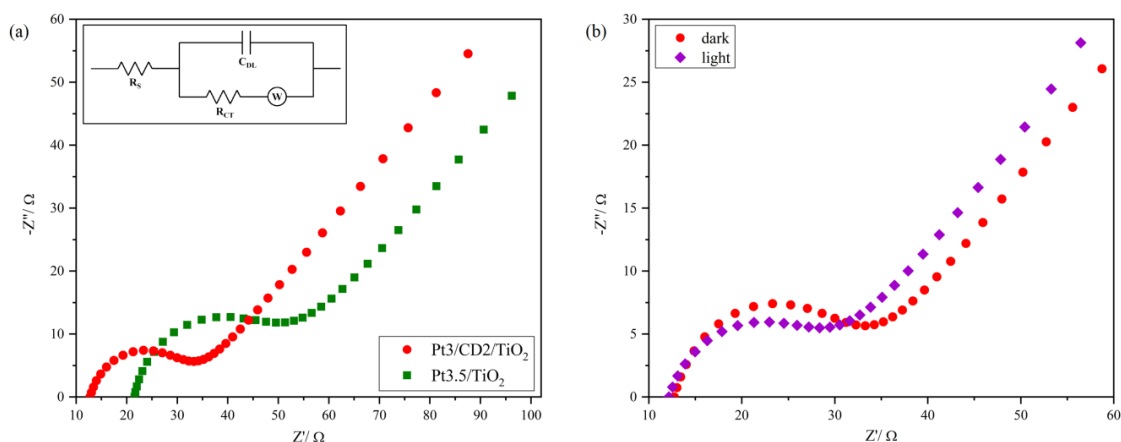 (a)
-Z''/ Ω
60
50
40
30
20
10
0
C_DL
R_S
R_CT
W
Pt3/CD2/TiO₂
Pt3.5/TiO₂
10 20 30 40 50 60 70 80 90 100
Z'/ Ω
(b)
-Z''/ Ω
30
25
20
15
10
5
0
dark
light
10 20 30 40 50 60
Z'/ Ω